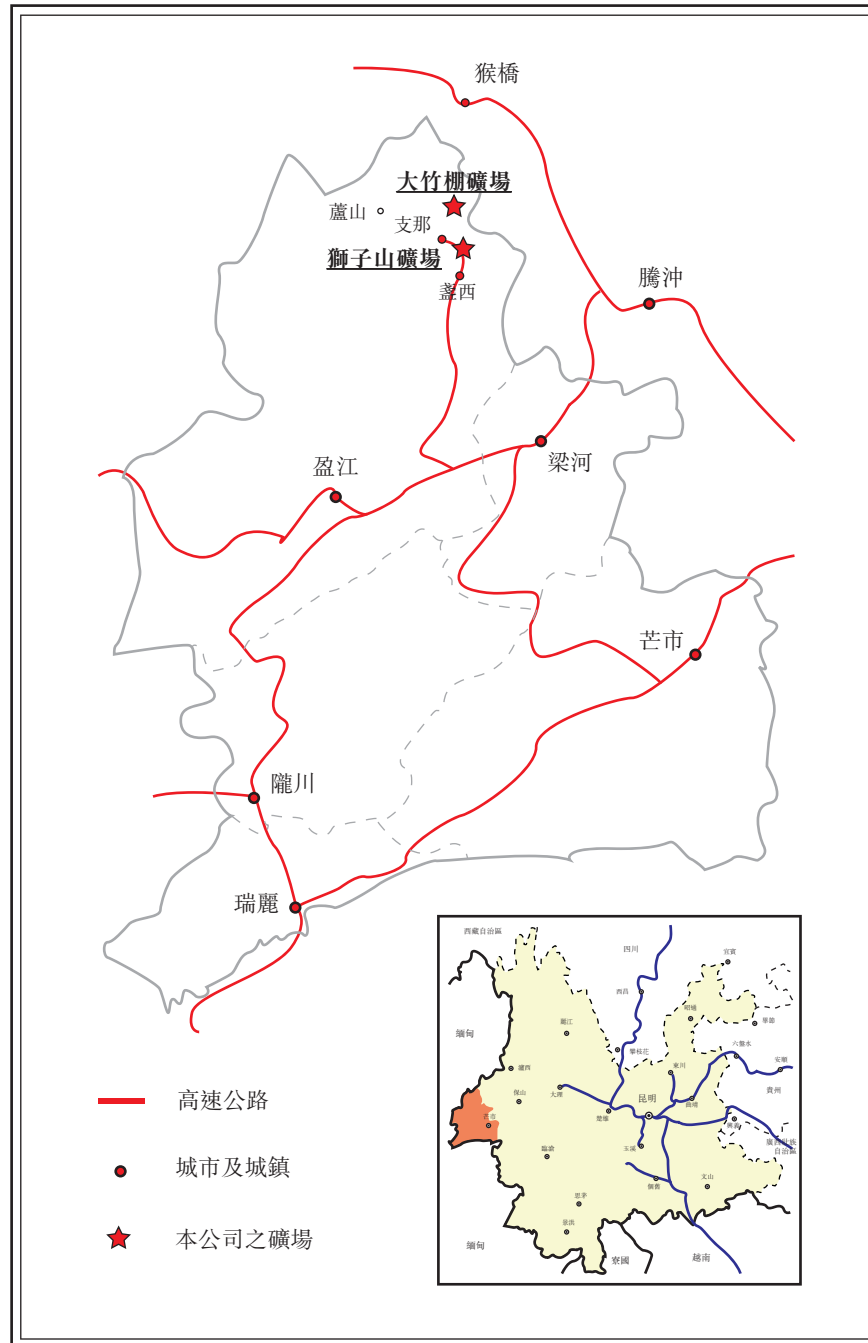 猴橋
大竹棚礦場
蘆山
支那
獅子山礦場
盞西
騰沖
梁河
盈江
芒市
隴川
瑞麗
高速公路
城市及城鎮
本公司之礦場
西藏自治區
四川
宜賓
西昌
昭通
畢節
緬甸
麗江
攀枝花
六盤水
瀘西
東川
安順
貴州
保山
大理
昆明
曲靖
楚雄
芒市
興義
廣西壯族
自治區
玉溪
臨滄
個舊
文山
思茅
景洪
緬甸
寮國
越南